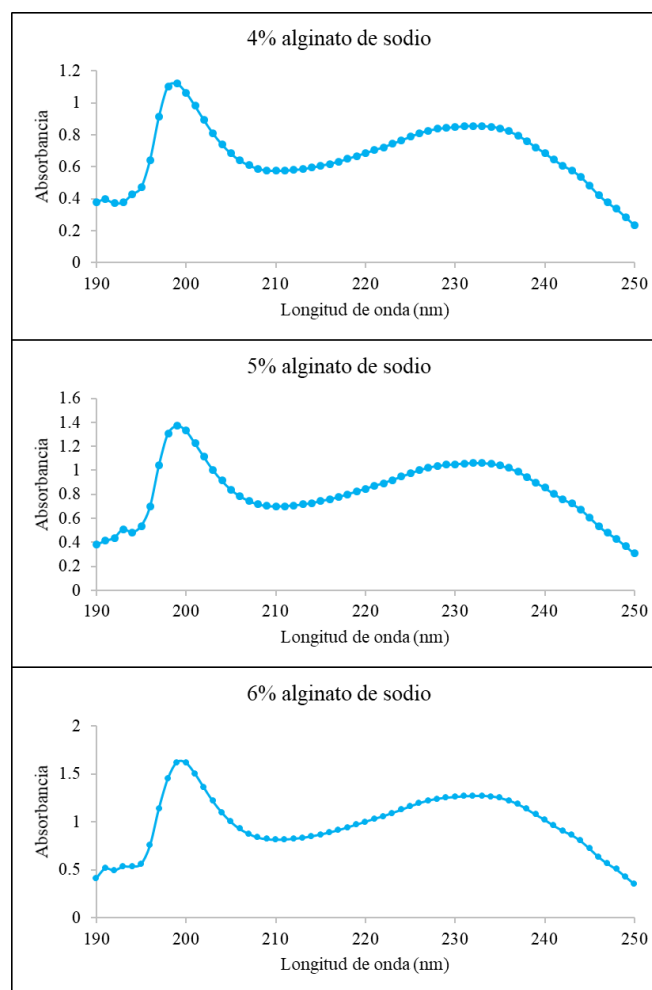 4% alginato de sodio
1.2
1
0.8
0.6
0.4
0.2
0
Absorbancia
190 200 210 220 230 240 250
Longitud de onda (nm)
5% alginato de sodio
1.6
1.4
1.2
1
0.8
0.6
0.4
0.2
0
Absorbancia
190 200 210 220 230 240 250
Longitud de onda (nm)
6% alginato de sodio
2
1.5
1
0.5
0
Absorbancia
190 200 210 220 230 240 250
Longitud de onda (nm)